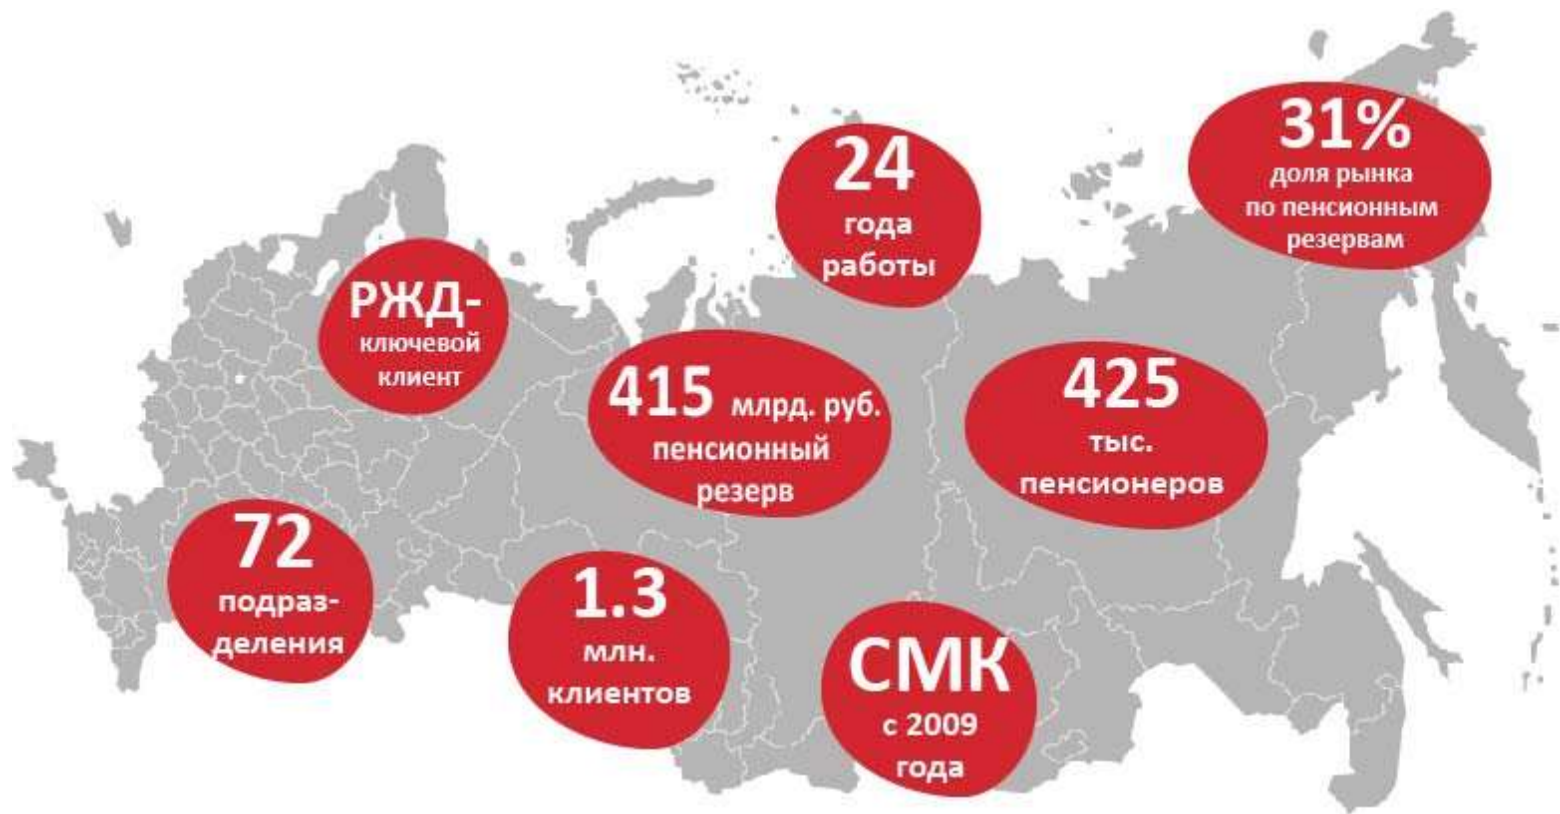 31%
доля рынка
по пенсионным
резервам
24
года
работы
РЖД-
ключевой
клиент
415 млрд. руб.
пенсионный
резерв
425
тыс.
пенсионеров
72
подраз-
деления
1.3
млн.
клиентов
СМК
с 2009
года